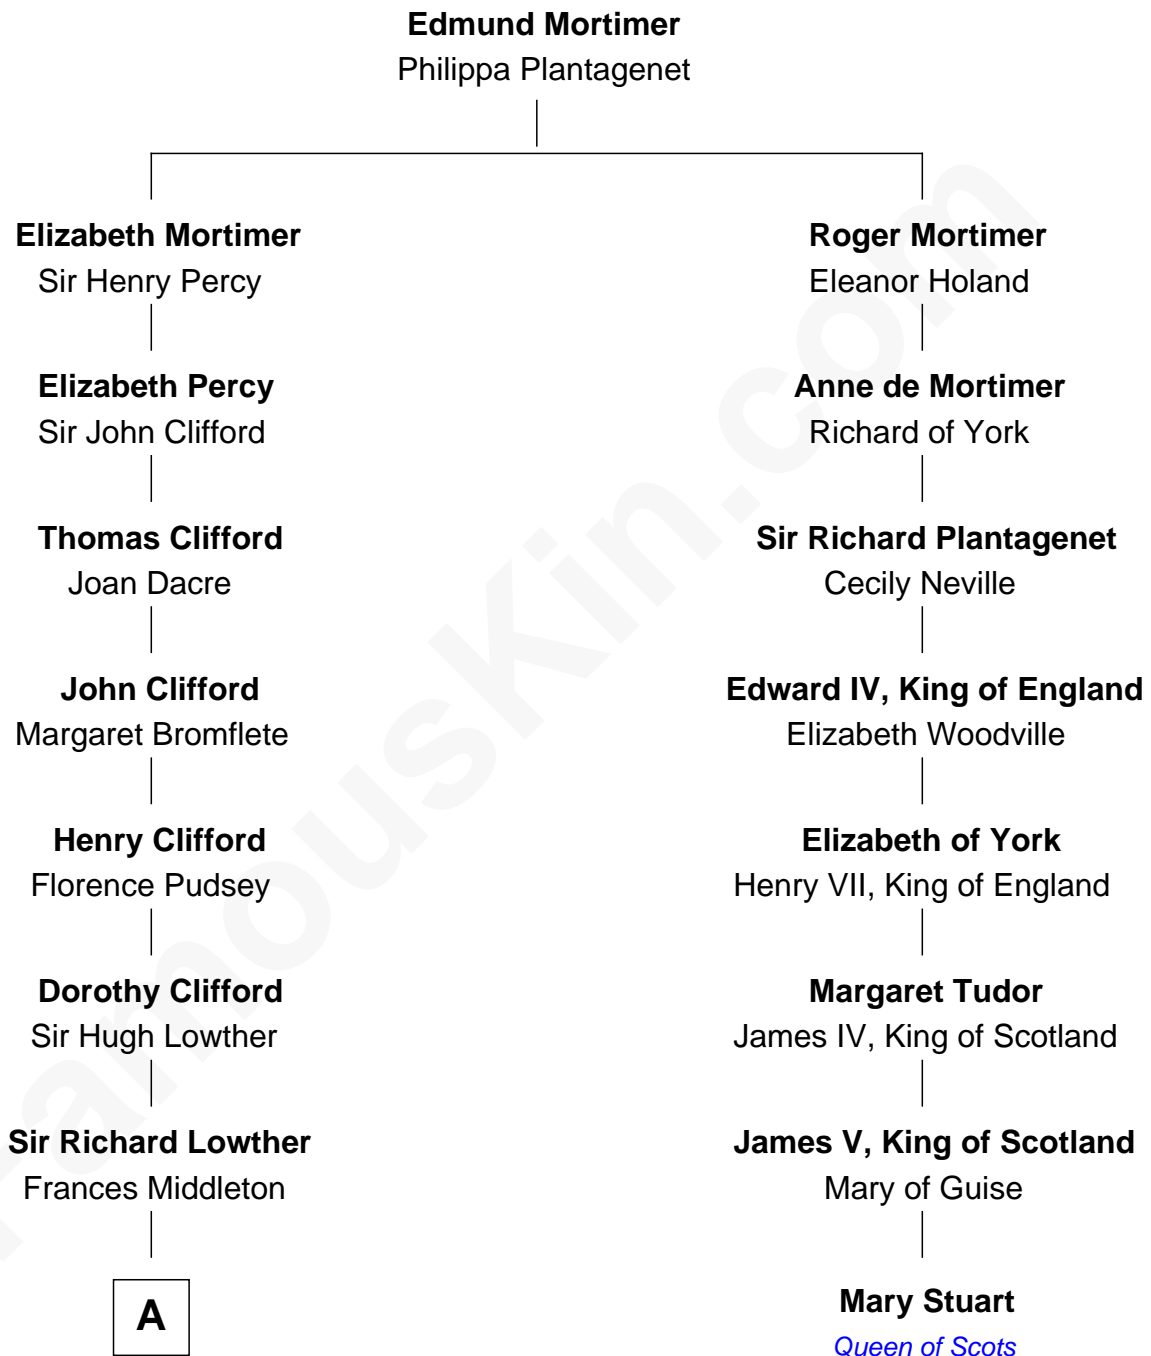 Edmund Mortimer
Philippa Plantagenet
Elizabeth Mortimer
Sir Henry Percy
Roger Mortimer
Eleanor Holand
Elizabeth Percy
Sir John Clifford
Anne de Mortimer
Richard of York
Thomas Clifford
Joan Dacre
Sir Richard Plantagenet
Cecily Neville
John Clifford
Margaret Bromflete
Edward IV, King of England
Elizabeth Woodville
Henry Clifford
Florence Pudsey
Elizabeth of York
Henry VII, King of England
Dorothy Clifford
Sir Hugh Lowther
Margaret Tudor
James IV, King of Scotland
Sir Richard Lowther
Frances Middleton
James V, King of Scotland
Mary of Guise
A
Mary Stuart
Queen of Scots
FamousKin.com